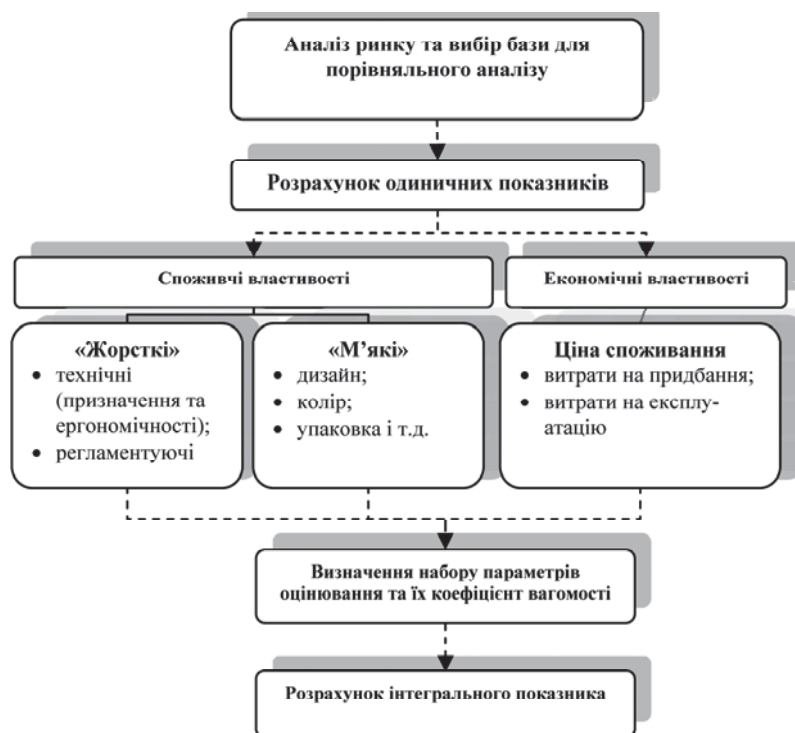 Аналіз ринку та вибір бази для
порівняльного аналізу
Розрахунок одиничних показників
Споживчі властивості
Економічні властивості
«Жорсткі»
• технічні
(призначення та
ергономічності);
• регламентуючі
«М’які»
• дизайн;
• колір;
• упаковка і т.д.
Ціна споживання
• витрати на придбання;
• витрати на експлу-
атацію
Визначення набору параметрів
оцінювання та їх коефіцієнт вагомості
Розрахунок інтегрального показника